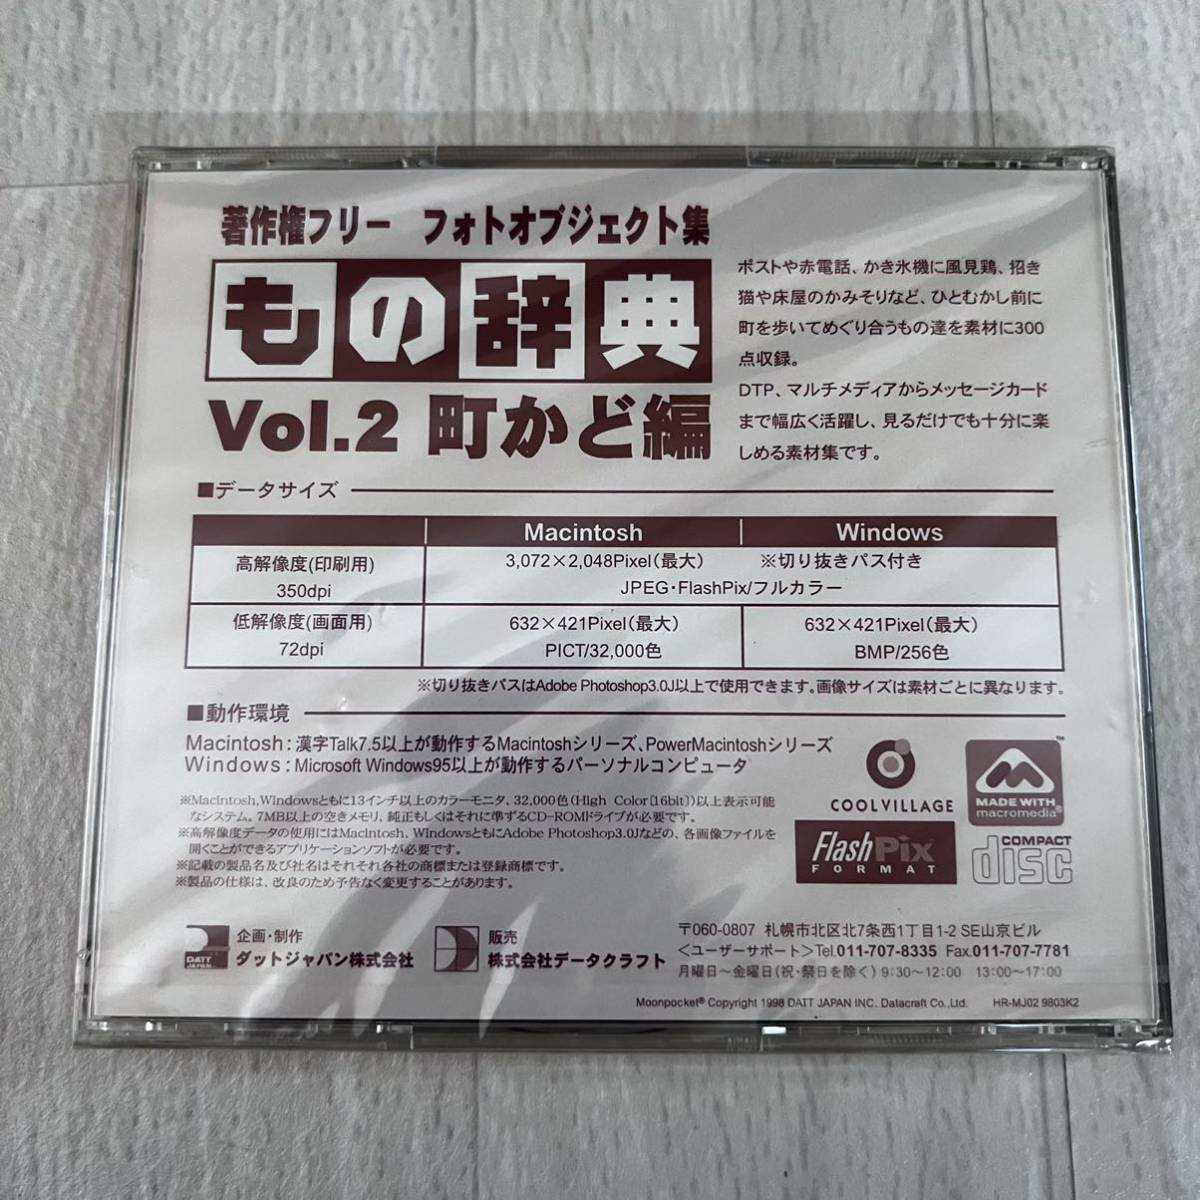 著作権フリー　フォトオブジェクト集
もの辞典
Vol.2 町かど編
ポストや赤電話、かき氷機に風見鶏、招き
猫や床屋のかみそりなど、ひとむかし前に
町を歩いてめぐり合うもの達を素材に300
点収録。
DTP、マルチメディアからメッセージカード
まで幅広く活躍し、見るだけでも十分に楽
しめる素材集です。
■データサイズ
Macintosh Windows
高解像度(印刷用) 3,072×2,048Pixel(最大) ※切り抜きパス付き
350dpi JPEG・FlashPix/フルカラー
低解像度(画面用) 632×421Pixel(最大) 632×421Pixel(最大)
72dpi PICT/32,000色 BMP/256色
※切り抜きパスはAdobe Photoshop3.0J以上で使用できます。画像サイズは素材ごとに異なります。
■動作環境
Macintosh：漢字Talk7.5以上が動作するMacintoshシリーズ、PowerMacintoshシリーズ
Windows：Microsoft Windows95以上が動作するパーソナルコンピュータ
※Macintosh,Windowsともに13インチ以上のカラーモニタ、32,000色(High Color(16bit))以上表示可能
なシステム。7MB以上の空きメモリ、純正もしくはそれに準ずるCD-ROMドライブが必要です。
※高解像度データの使用にはMacintosh, WindowsともにAdobe Photoshop3.0Jなどの、各画像ファイルを
開くことができるアプリケーションソフトが必要です。
※記載の製品名及び社名はそれぞれ各社の商標または登録商標です。
※製品の仕様は、改良のため予告なく変更することがあります。
COOLVILLAGE
MADE WITH
macromedia®
FlashPix
FORMAT
COMPACT
disc
DATT
JAPAN
企画・制作
ダットジャパン株式会社
販売
株式会社データクラフト
〒060-0807 札幌市北区北7条西1丁目1-2 SE山京ビル
＜ユーザーサポート＞Tel.011-707-8335 Fax.011-707-7781
月曜日〜金曜日(祝・祭日を除く) 9:30〜12:00 13:00〜17:00
Moonpocket® Copyright 1998 DATT JAPAN INC. Datacraft Co.,Ltd. HR-MJ02 9803K2